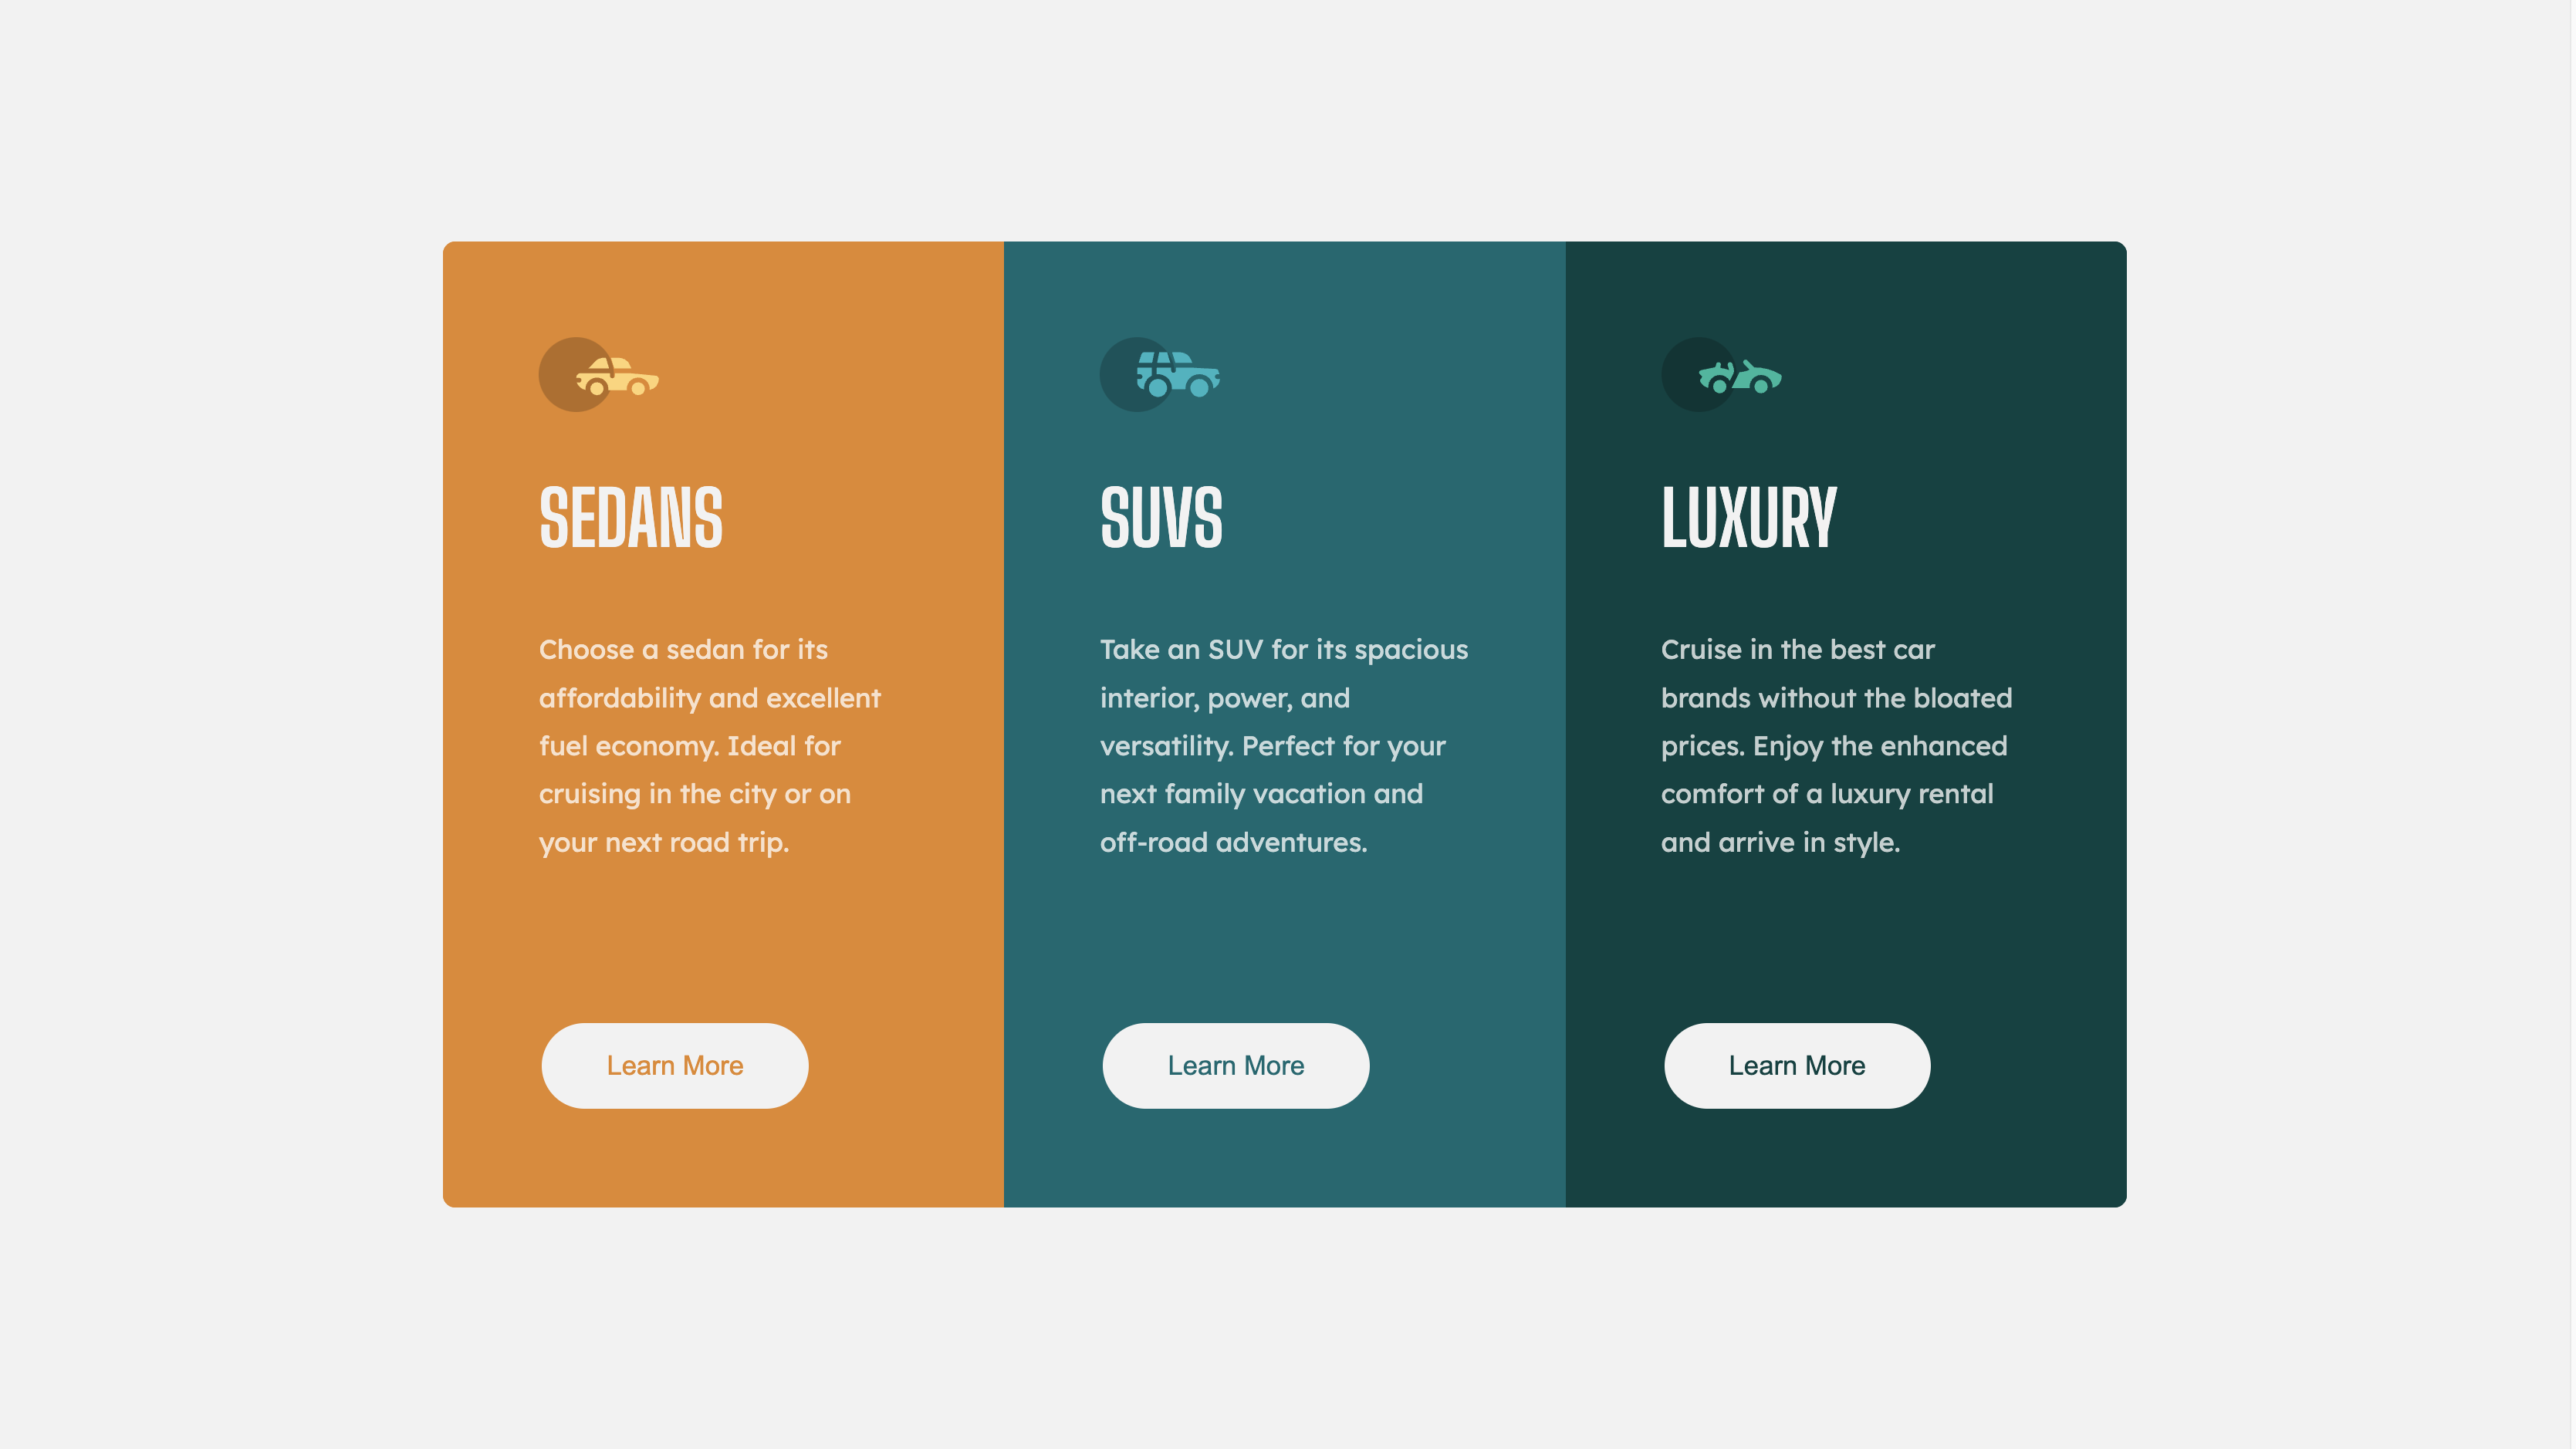 SEDANS
Choose a sedan for its
affordability and excellent
fuel economy. Ideal for
cruising in the city or on
your next road trip.
Learn More
SUVS
Take an SUV for its spacious
interior, power, and
versatility. Perfect for your
next family vacation and
off-road adventures.
Learn More
LUXURY
Cruise in the best car
brands without the bloated
prices. Enjoy the enhanced
comfort of a luxury rental
and arrive in style.
Learn More